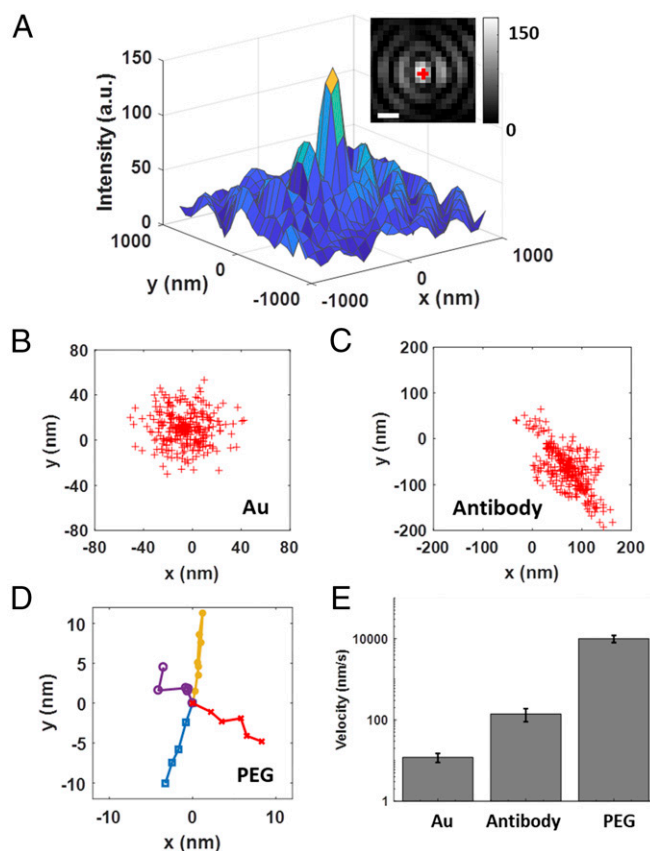 A
150
100
50
0
Intensity (a.u.)
1000
0
-1000
y (nm)
-1000
0
1000
x (nm)
150
0
B
80
40
0
-40
-80
y (nm)
-80 -40 0 40 80
x (nm)
Au
C
200
100
0
-100
-200
y (nm)
-200 -100 0 100 200
x (nm)
Antibody
D
10
5
0
-5
-10
y (nm)
-10 0 10
x (nm)
PEG
E
10000
100
1
Velocity (nm/s)
Au Antibody PEG